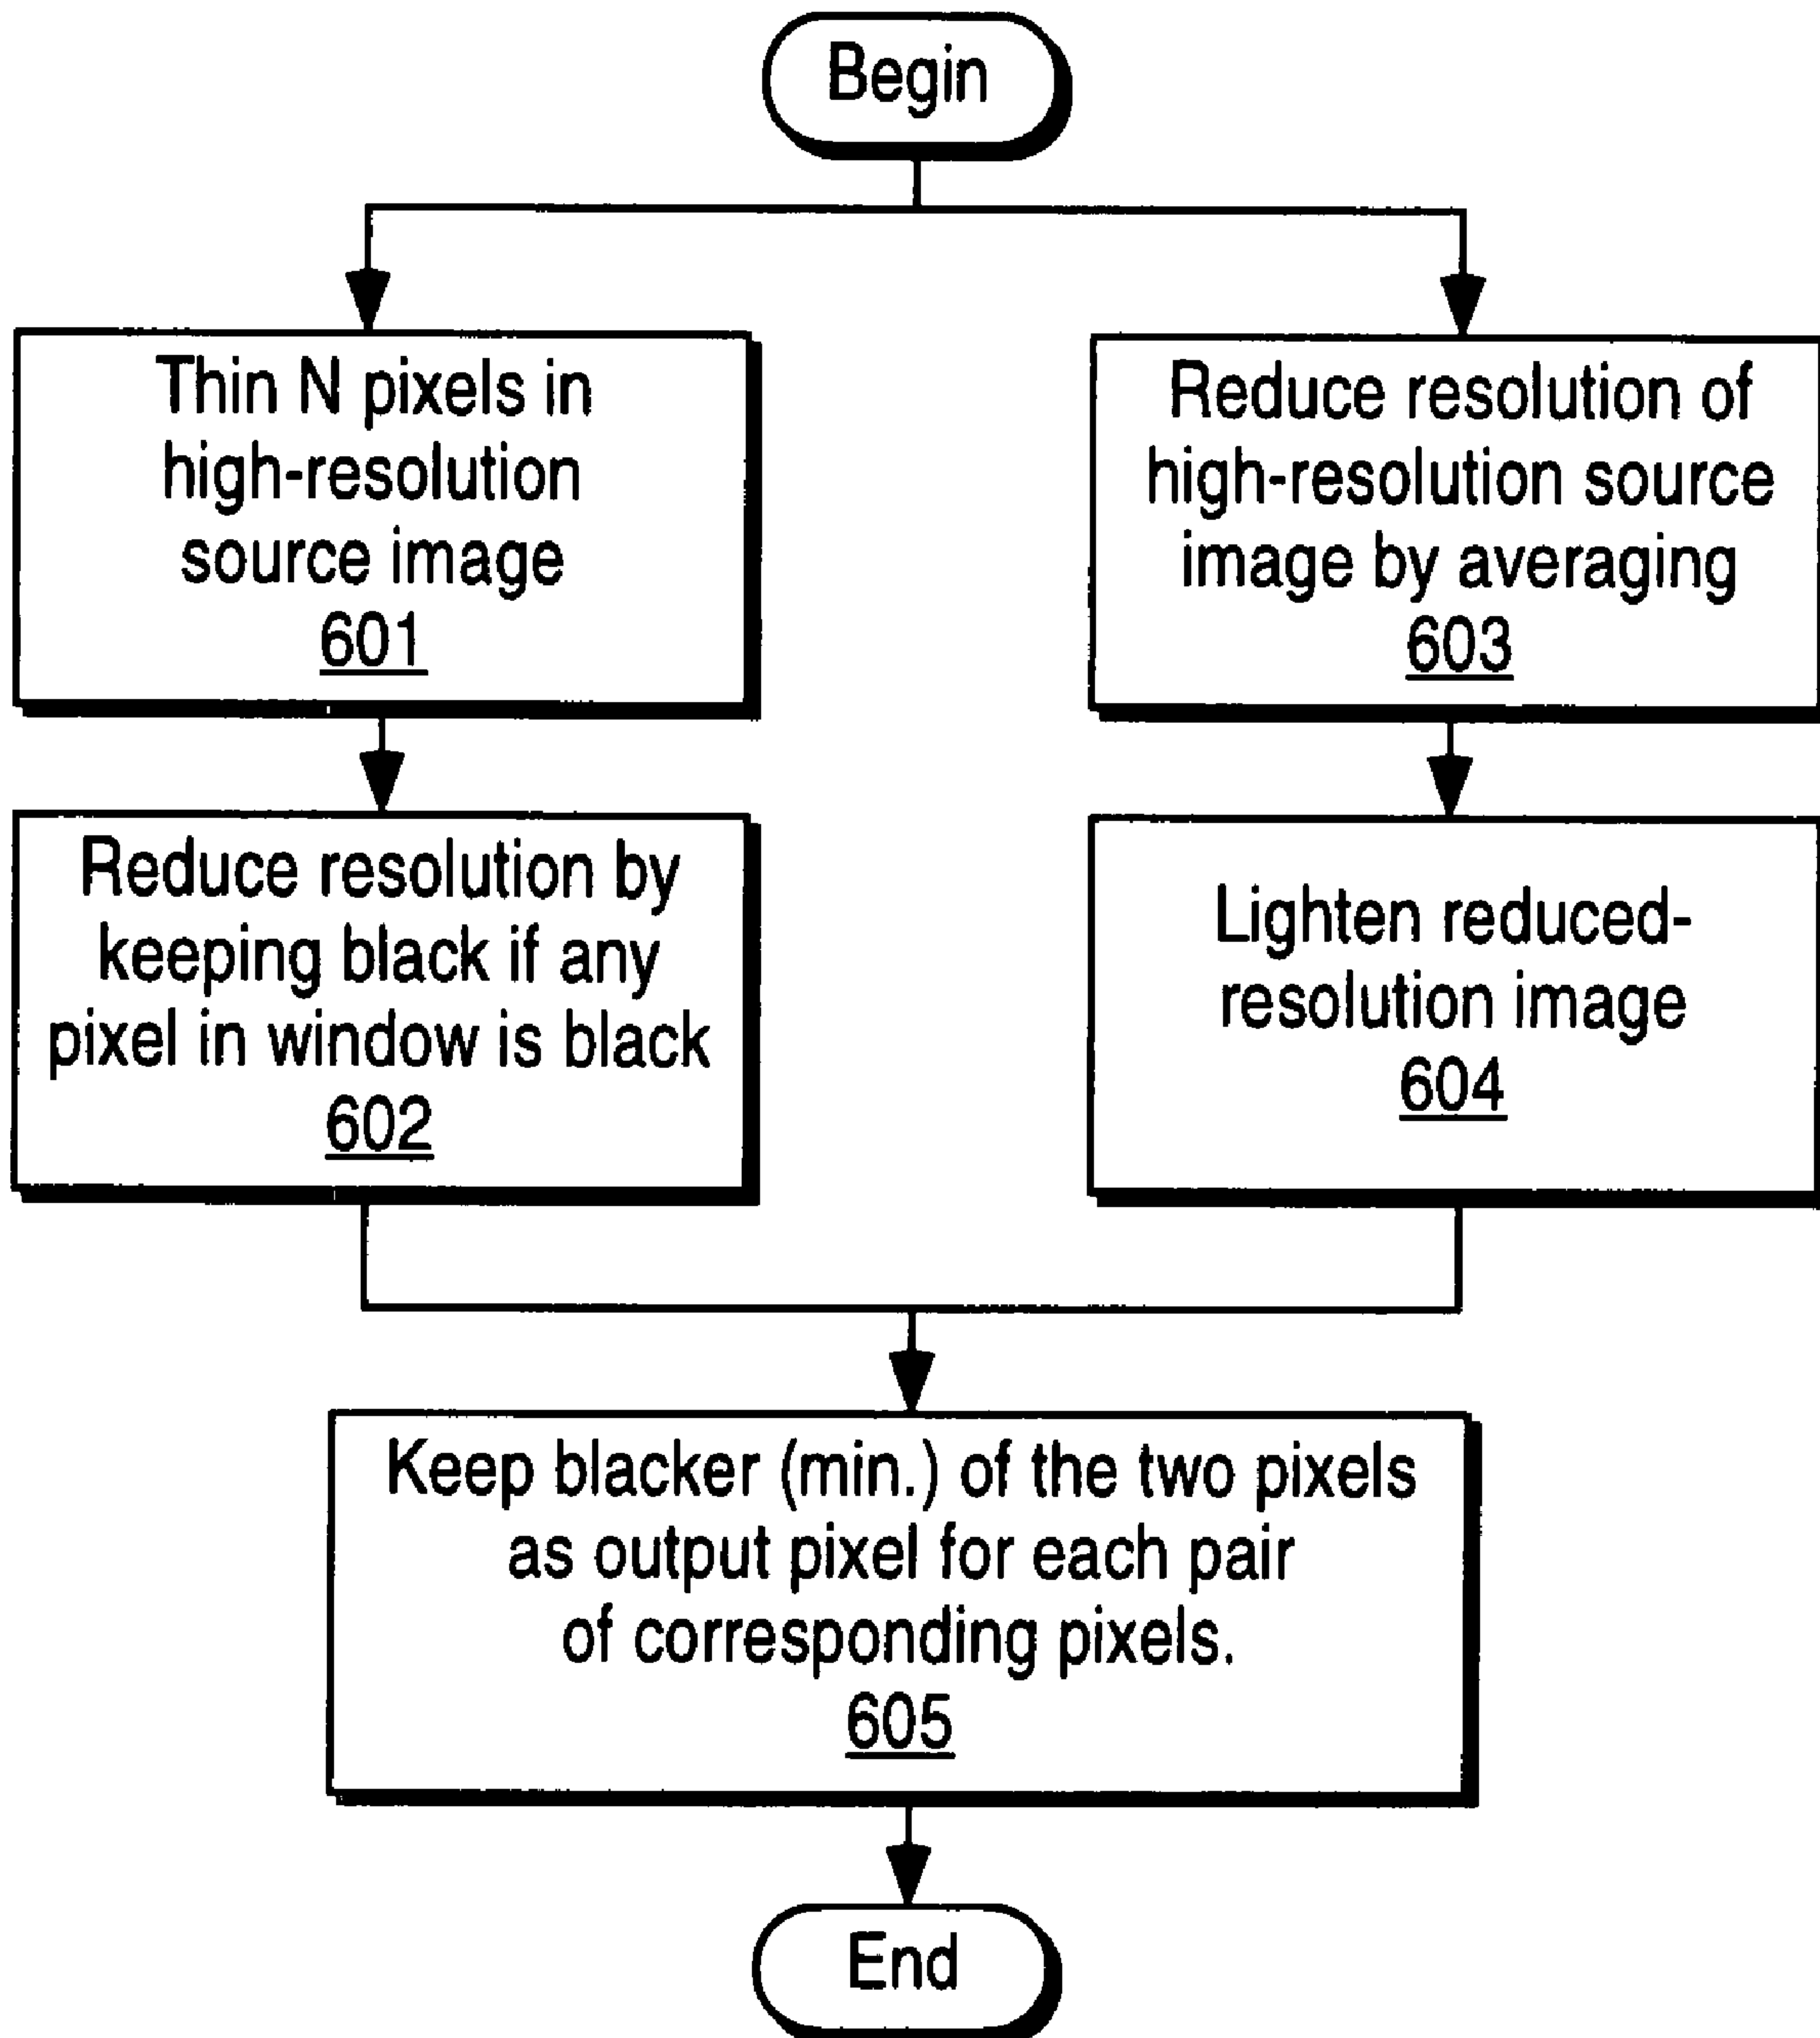 Begin
Thin N pixels in
high-resolution
source image
601
Reduce resolution by
keeping black if any
pixel in window is black
602
Reduce resolution of
high-resolution source
image by averaging
603
Lighten reduced-
resolution image
604
Keep blacker (min.) of the two pixels
as output pixel for each pair
of corresponding pixels.
605
End